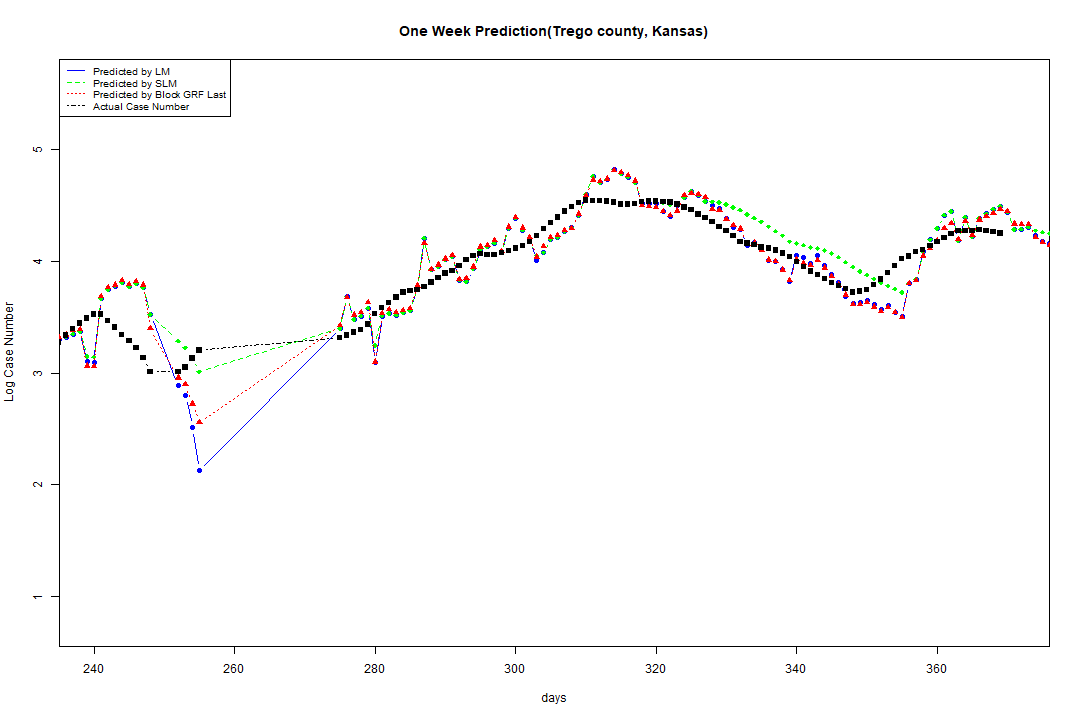 One Week Prediction(Trego county, Kansas)
Predicted by LM
Predicted by SLM
Predicted by Block GRF Last
Actual Case Number
Log Case Number
5
4
3
2
1
240 260 280 300 320 340 360
days